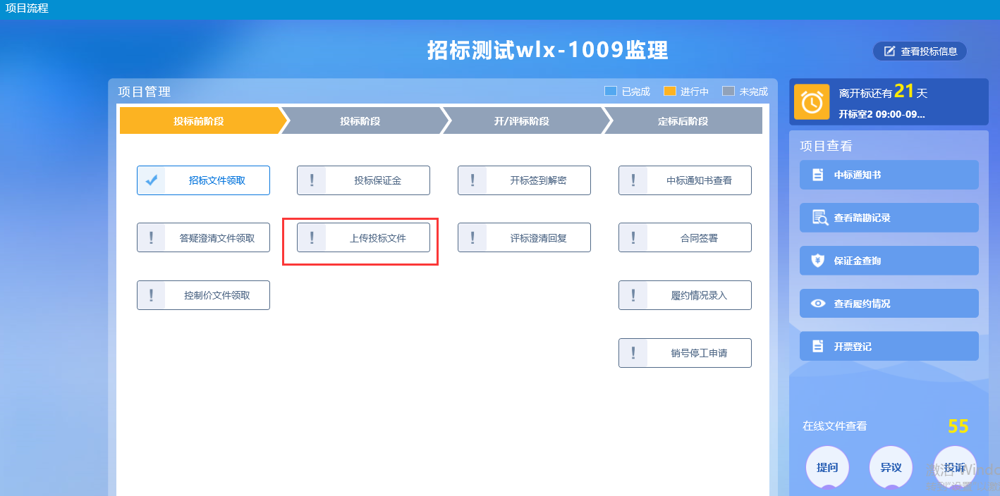 项目流程
招标测试wlx-1009监理
查看投标信息
项目管理
已完成 进行中 未完成
投标前阶段 投标阶段 开/评标阶段 定标后阶段
招标文件领取 投标保证金 开标签到解密 中标通知书查看
答疑澄清文件领取 上传投标文件 评标澄清回复 合同签署
控制价文件领取 履约情况录入
销号停工申请
离开标还有21天
开标室2 09:00-09...
项目查看
中标通知书
查看踏勘记录
保证金查询
查看履约情况
开票登记
在线文件查看 55
提问 异议 投诉
激活 Windo